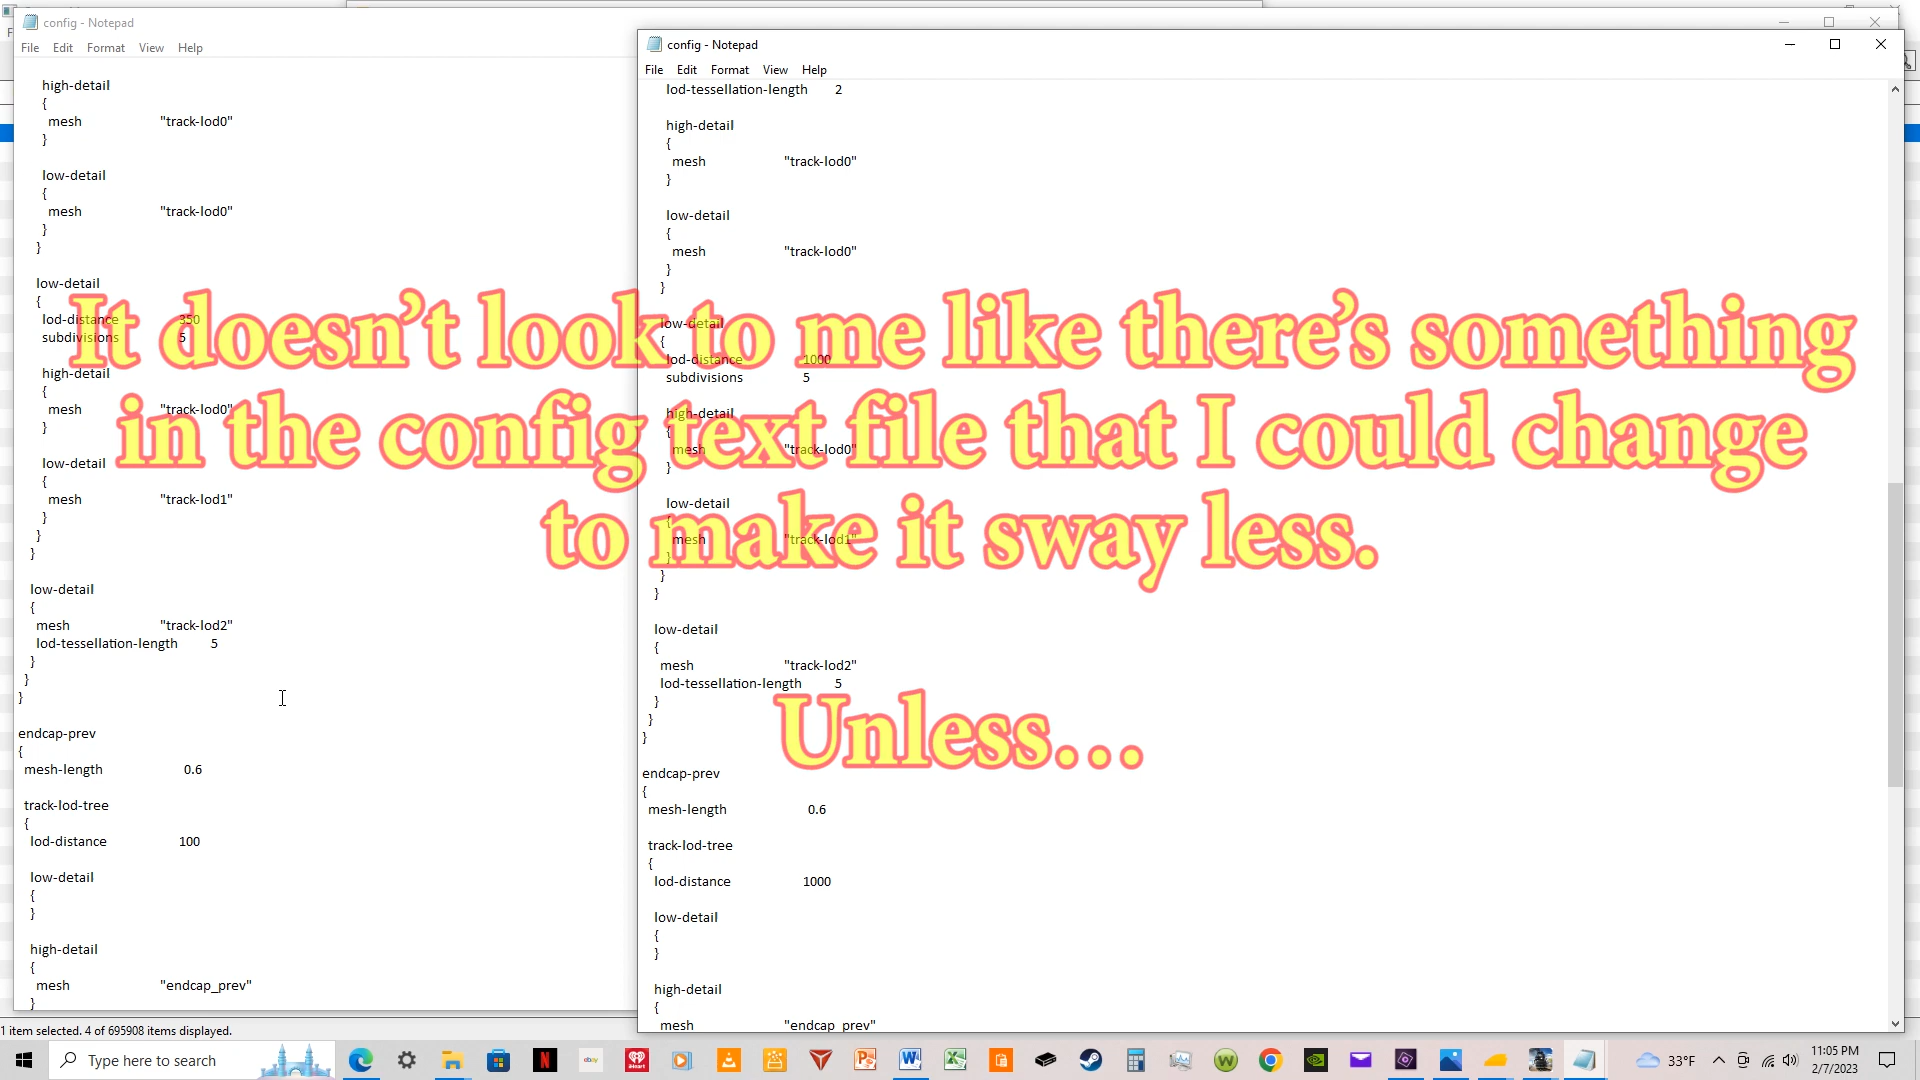 config - Notepad
File Edit Format View Help
high-detail
{
mesh "track-lod0"
}
low-detail
{
mesh "track-lod0"
}
}
low-detail
{
lod-distance 350
subdivisions 5
high-detail
{
mesh "track-lod0"
}
low-detail
{
mesh "track-lod1"
}
}
}
low-detail
{
mesh "track-lod2"
lod-tessellation-length 5
}
}
}
endcap-prev
{
mesh-length 0.6
track-lod-tree
{
lod-distance 100
low-detail
{
}
high-detail
{
mesh "endcap_prev"
}
config - Notepad
File Edit Format View Help
lod-tessellation-length 2
high-detail
{
mesh "track-lod0"
}
low-detail
{
mesh "track-lod0"
}
}
low-detail
{
lod-distance 1000
subdivisions 5
high-detail
{
mesh "track-lod0"
}
low-detail
{
mesh "track-lod1"
}
}
}
low-detail
{
mesh "track-lod2"
lod-tessellation-length 5
}
}
}
endcap-prev
{
mesh-length 0.6
track-lod-tree
{
lod-distance 1000
low-detail
{
}
high-detail
{
mesh "endcap_prev"
It doesn’t look to me like there’s something
in the config text file that I could change
to make it sway less.
Unless…
1 item selected. 4 of 695908 items displayed.
Type here to search
33°F
11:05 PM
2/7/2023